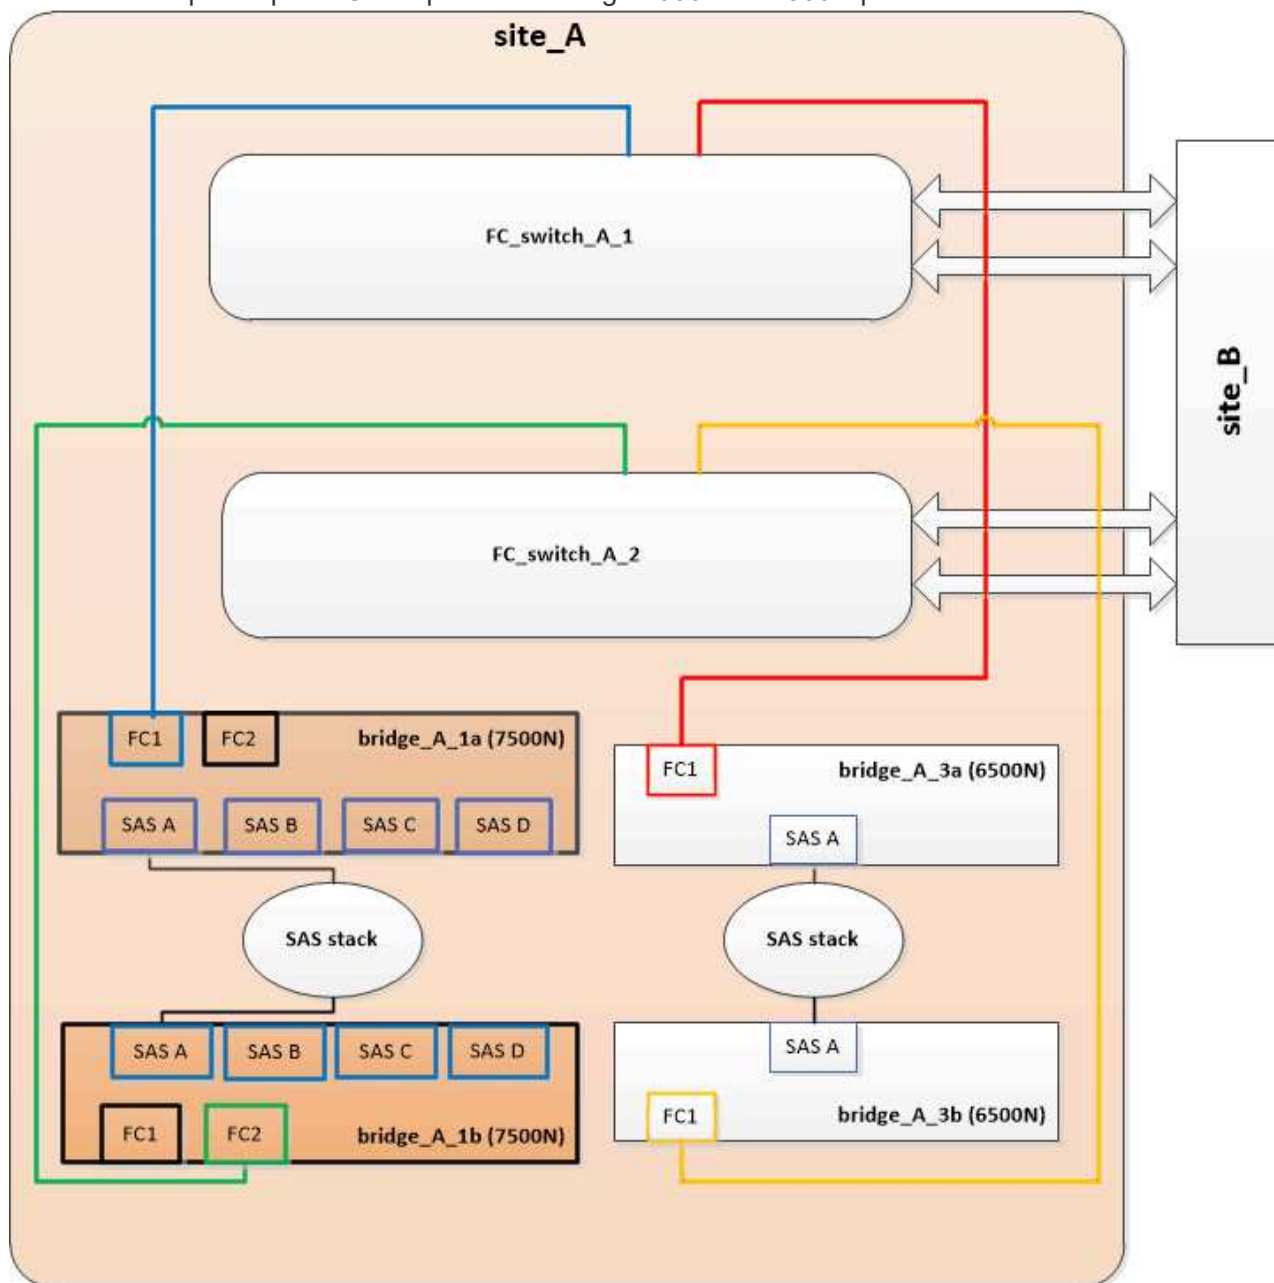 site_A
FC_switch_A_1
site_B
FC_switch_A_2
FC1
FC2
bridge_A_1a (7500N)
FC1
bridge_A_3a (6500N)
SAS A
SAS B
SAS C
SAS D
SAS A
SAS stack
SAS stack
SAS A
SAS B
SAS C
SAS D
SAS A
FC1
FC2
bridge_A_1b (7500N)
FC1
bridge_A_3b (6500N)